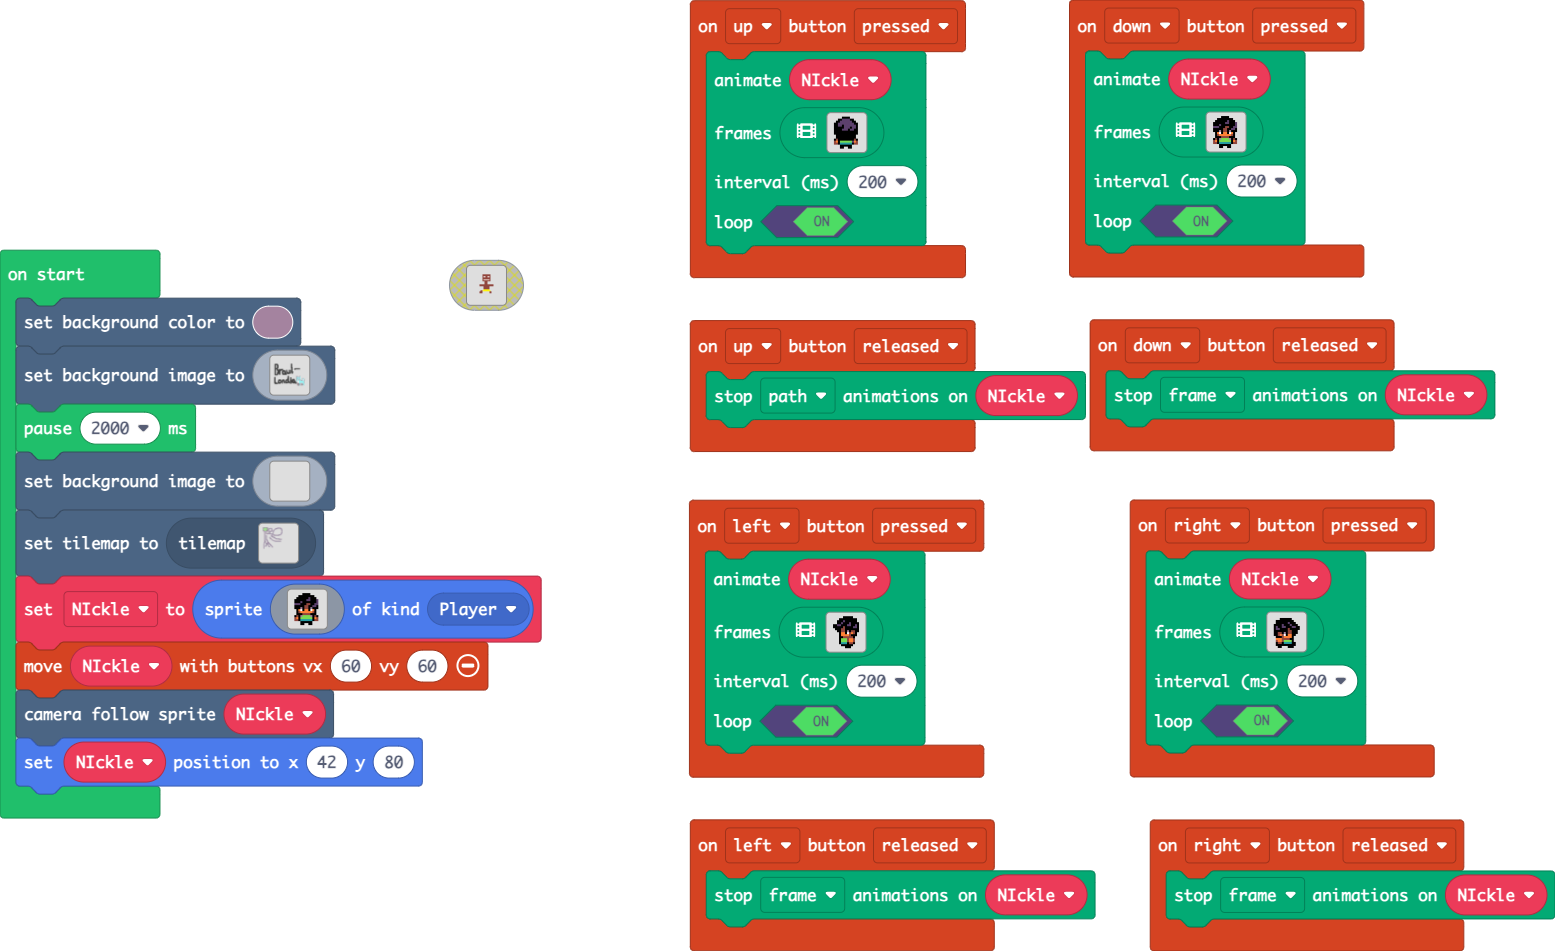 on start
set background color to
set background image to Brawl-
Landia
pause 2000 ms
set background image to
set tilemap to tilemap
set NIckle to sprite of kind Player
move NIckle with buttons vx 60 vy 60
camera follow sprite NIckle
set NIckle position to x 42 y 80
on up button pressed
animate NIckle
frames
interval (ms) 200
loop ON
on down button pressed
animate NIckle
frames
interval (ms) 200
loop ON
on up button released
stop path animations on NIckle
on down button released
stop frame animations on NIckle
on left button pressed
animate NIckle
frames
interval (ms) 200
loop ON
on right button pressed
animate NIckle
frames
interval (ms) 200
loop ON
on left button released
stop frame animations on NIckle
on right button released
stop frame animations on NIckle